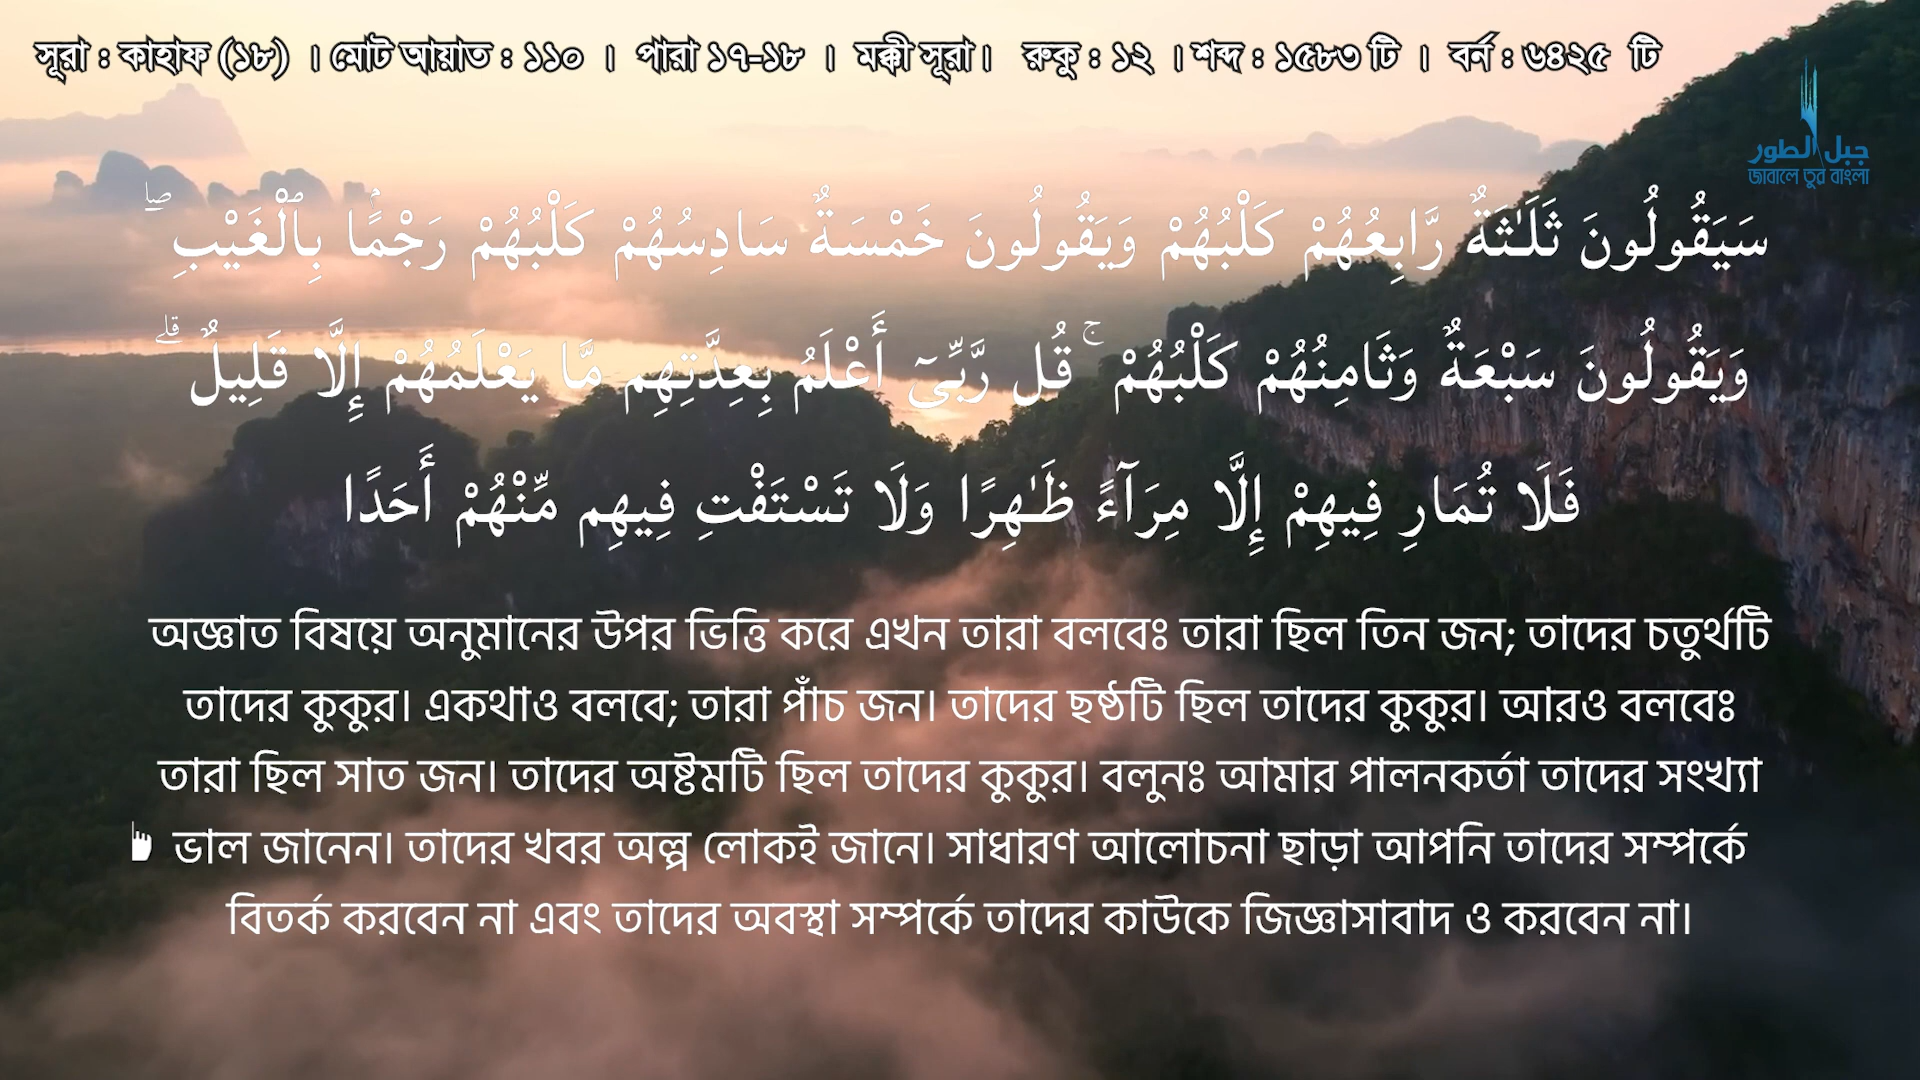 সূরা : কাহাফ (১৮) । মোট আয়াত : ১১০ । পারা ১৭-১৮ । মক্কী সূরা। রুকু : ১২ । শব্দ : ১৫৮৩ টি । বর্ন : ৬৪২৫ টি
جبل الطور
জাবালে তুর বাংলা
سَيَقُولُونَ ثَلَـٰثَةٌ رَّابِعُهُمْ كَلْبُهُمْ وَيَقُولُونَ خَمْسَةٌ سَادِسُهُمْ كَلْبُهُمْ رَجْمًۢا بِٱلْغَيْبِ ۖ
وَيَقُولُونَ سَبْعَةٌ وَثَامِنُهُمْ كَلْبُهُمْ ۚ قُل رَّبِّىٓ أَعْلَمُ بِعِدَّتِهِم مَّا يَعْلَمُهُمْ إِلَّا قَلِيلٌ ۗ
فَلَا تُمَارِ فِيهِمْ إِلَّا مِرَآءً ظَـٰهِرًا وَلَا تَسْتَفْتِ فِيهِم مِّنْهُمْ أَحَدًا
অজ্ঞাত বিষয়ে অনুমানের উপর ভিত্তি করে এখন তারা বলবেঃ তারা ছিল তিন জন; তাদের চতুর্থটি
তাদের কুকুর। একথাও বলবে; তারা পাঁচ জন। তাদের ছষ্ঠটি ছিল তাদের কুকুর। আরও বলবেঃ
তারা ছিল সাত জন। তাদের অষ্টমটি ছিল তাদের কুকুর। বলুনঃ আমার পালনকর্তা তাদের সংখ্যা
ভাল জানেন। তাদের খবর অল্প লোকই জানে। সাধারণ আলোচনা ছাড়া আপনি তাদের সম্পর্কে
বিতর্ক করবেন না এবং তাদের অবস্থা সম্পর্কে তাদের কাউকে জিজ্ঞাসাবাদ ও করবেন না।